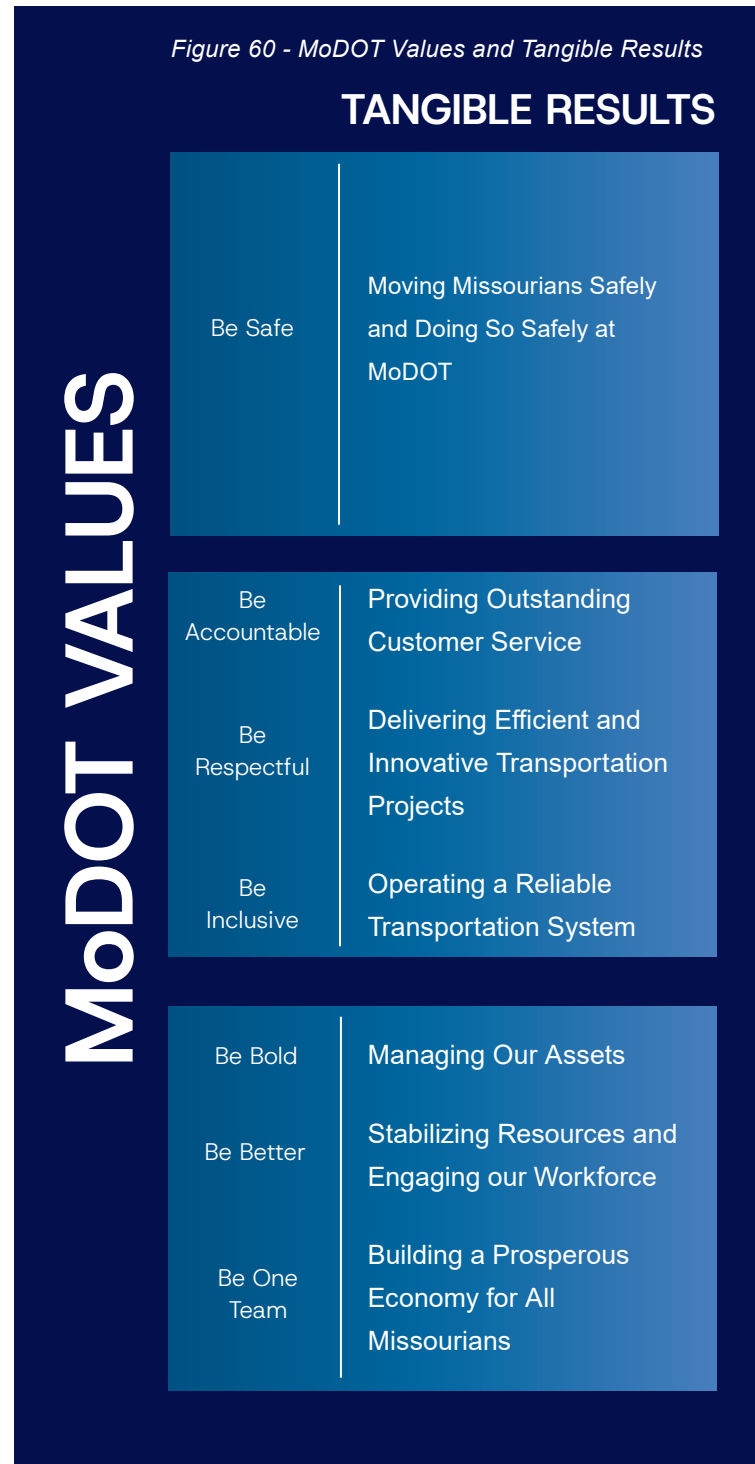 Figure 60 - MoDOT Values and Tangible Results
TANGIBLE RESULTS
MoDOT VALUES
Be Safe
Moving Missourians Safely
and Doing So Safely at
MoDOT
Be
Accountable
Providing Outstanding
Customer Service
Be
Respectful
Delivering Efficient and
Innovative Transportation
Projects
Be
Inclusive
Operating a Reliable
Transportation System
Be Bold
Managing Our Assets
Be Better
Stabilizing Resources and
Engaging our Workforce
Be One
Team
Building a Prosperous
Economy for All
Missourians